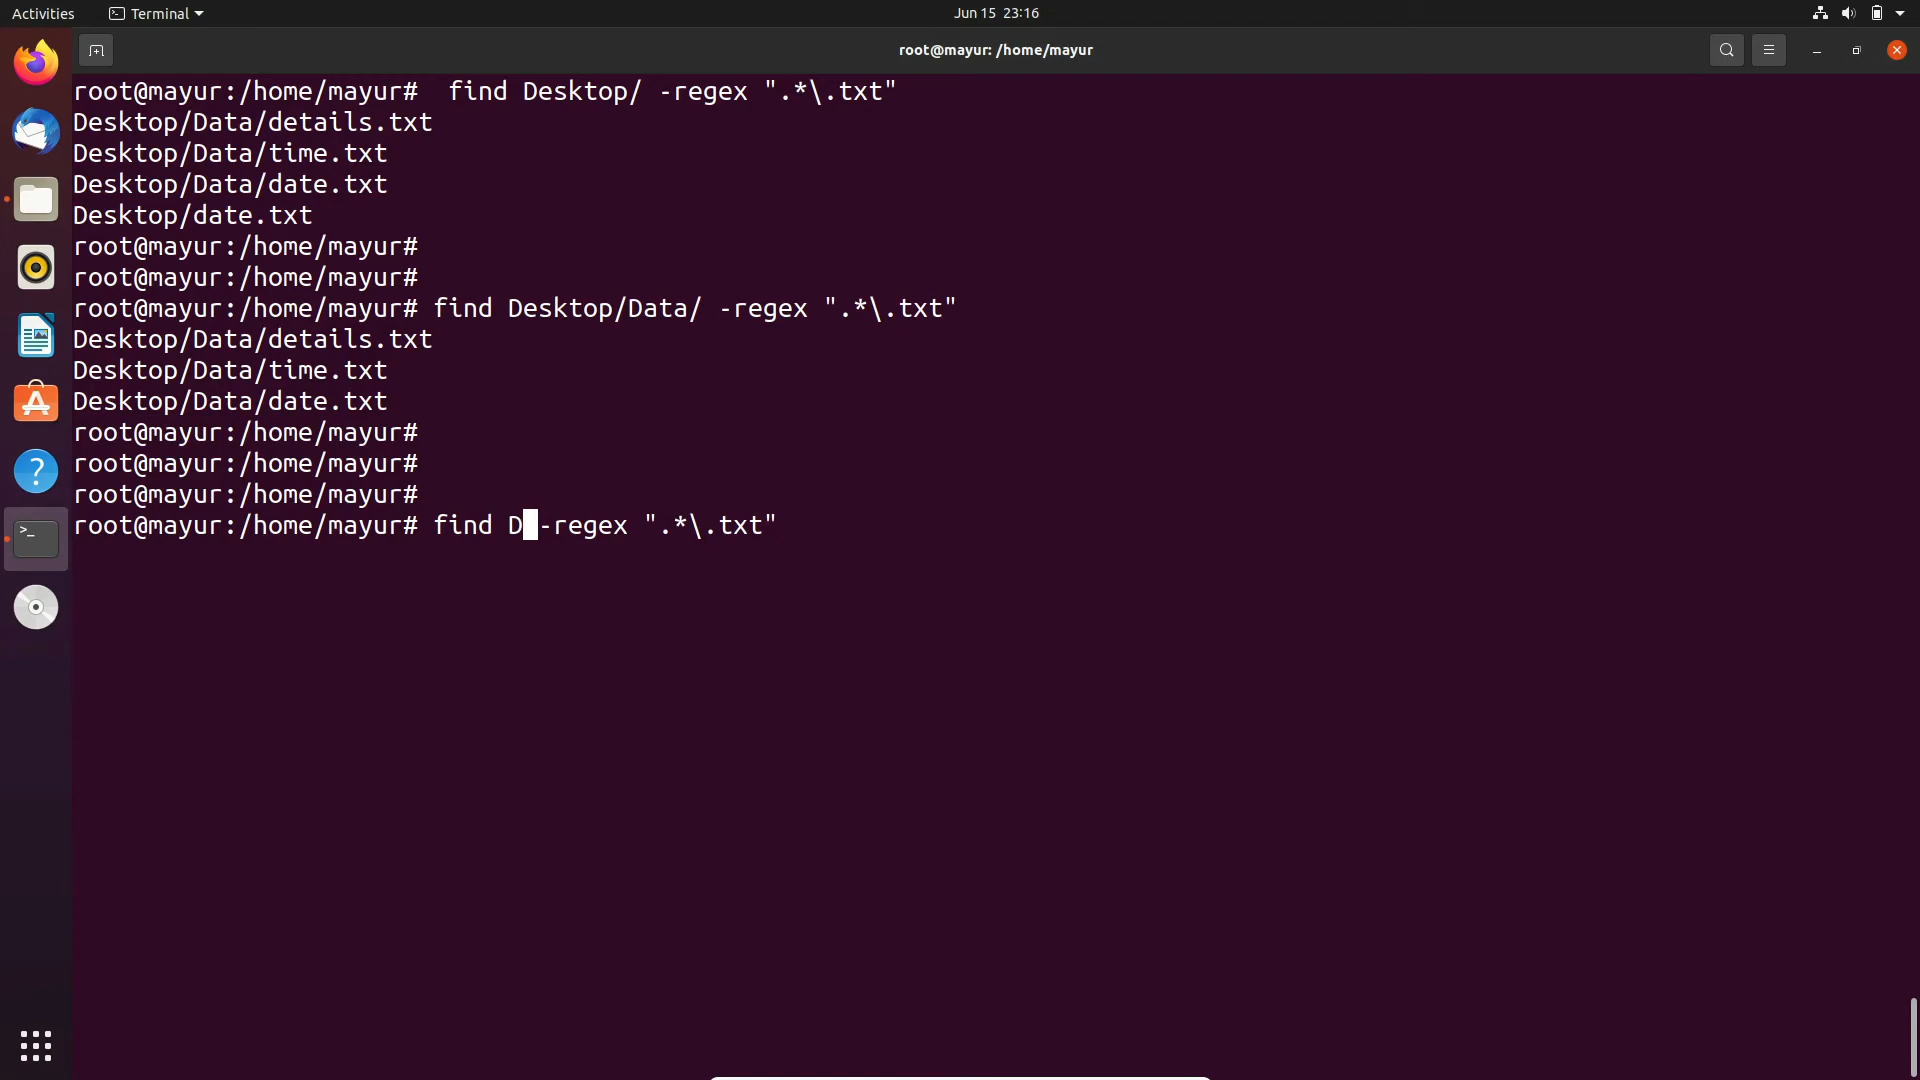 Activities Terminal Jun 15 23:16
root@mayur: /home/mayur
root@mayur:/home/mayur#  find Desktop/ -regex ".*\.txt"
Desktop/Data/details.txt
Desktop/Data/time.txt
Desktop/Data/date.txt
Desktop/date.txt
root@mayur:/home/mayur#
root@mayur:/home/mayur#
root@mayur:/home/mayur# find Desktop/Data/ -regex ".*\.txt"
Desktop/Data/details.txt
Desktop/Data/time.txt
Desktop/Data/date.txt
root@mayur:/home/mayur#
root@mayur:/home/mayur#
root@mayur:/home/mayur#
root@mayur:/home/mayur# find D -regex ".*\.txt"